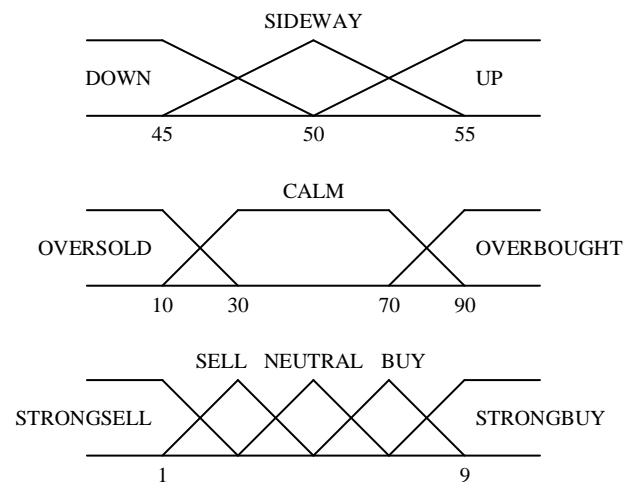 SIDEWAY
DOWN UP
45 50 55
CALM
OVERSOLD OVERBOUGHT
10 30 70 90
SELL NEUTRAL BUY
STRONGSELL STRONGBUY
1 9